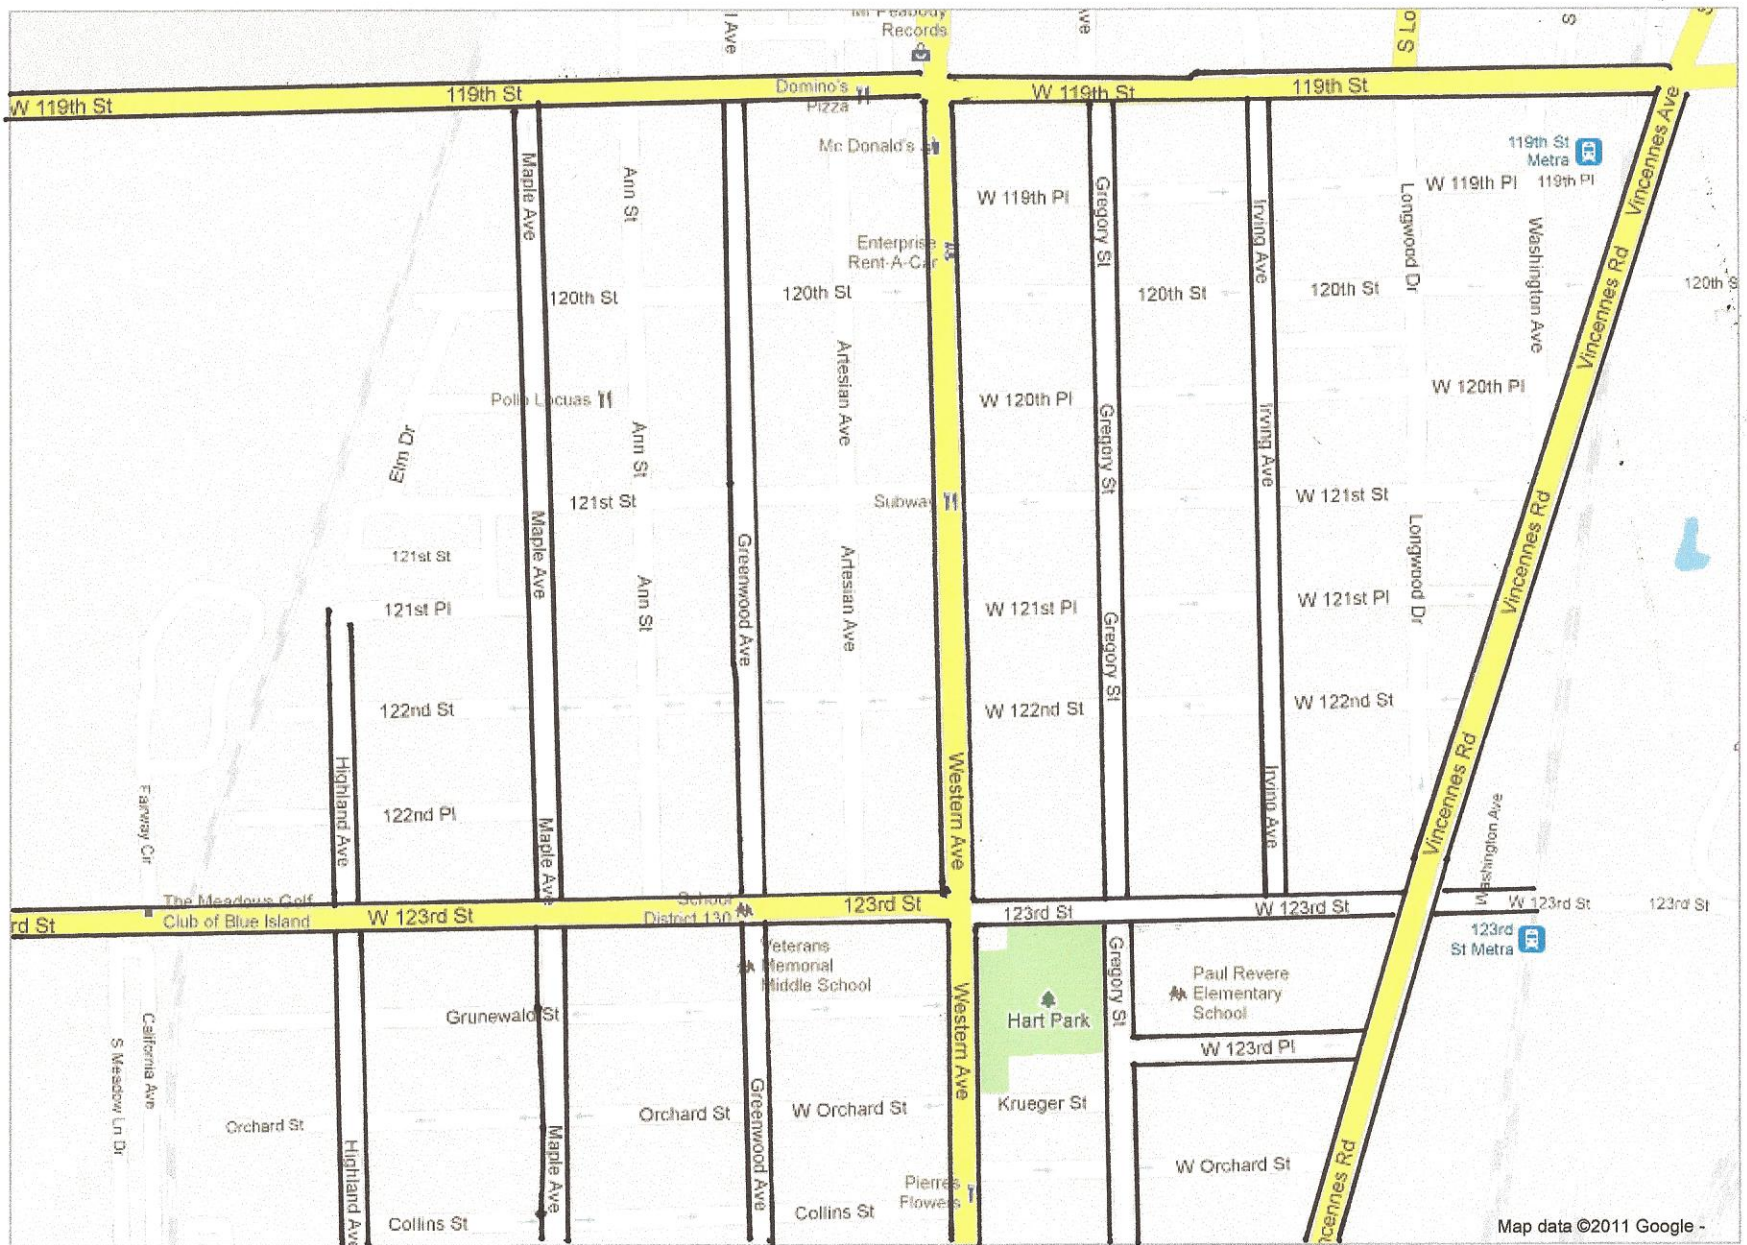 Mr Peabody
Records
l Ave
ve
S
W 119th St
119th St
Domino's
Pizza
W 119th St
119th St
Mc Donald's
119th St
Metra
Maple Ave
Ann St
W 119th Pl
Gregory St
Irving Ave
Longwood Dr
W 119th Pl
119th Pl
Washington Ave
Vincennes Ave
Enterprise
Rent-A-Car
120th St
120th St
120th St
120th St
120th S
Vincennes Rd
Pollo Locuas
Elm Dr
Ann St
Artesian Ave
W 120th Pl
Gregory St
Irving Ave
W 120th Pl
121st St
Subway
W 121st St
Vincennes Rd
Maple Ave
121st St
121st Pl
Ann St
Greenwood Ave
Artesian Ave
W 121st Pl
Gregory St
W 121st Pl
Longwood Dr
122nd St
W 122nd St
W 122nd St
Fairway Cir
Highland Ave
122nd Pl
Maple Ave
Western Ave
Irving Ave
Vincennes Rd
Washington Ave
The Meadows Golf
Club of Blue Island
rd St
W 123rd St
School
District 130
123rd St
123rd St
W 123rd St
W 123rd St
123rd St
123rd
St Metra
Veterans
Memorial
Middle School
Western Ave
Hart Park
Gregory St
Paul Revere
Elementary
School
W 123rd Pl
Grunewald St
S Meadow Ln Dr
California Ave
Orchard St
Highland Ave
Maple Ave
Orchard St
Greenwood Ave
W Orchard St
Krueger St
W Orchard St
Vincennes Rd
Collins St
Collins St
Pierres
Flowers
Map data ©2011 Google -